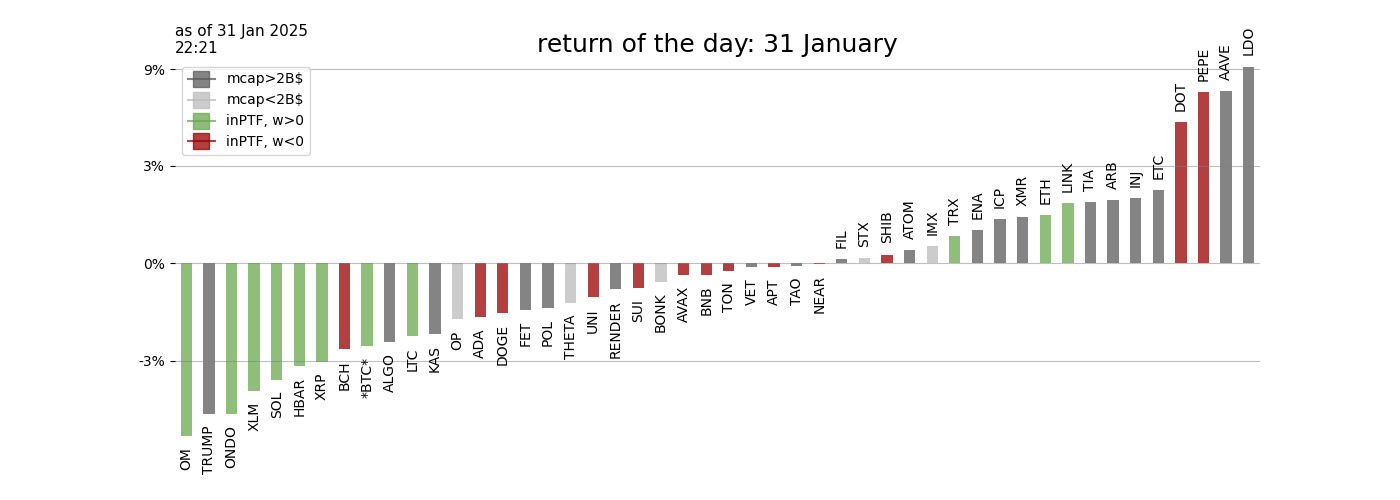 as of 31 Jan 2025
22:21
return of the day: 31 January
9%
3%
0%
-3%
mcap>2B$
mcap<2B$
inPTF, w>0
inPTF, w<0
OM
TRUMP
ONDO
XLM
SOL
HBAR
XRP
BCH
*BTC*
ALGO
LTC
KAS
OP
ADA
DOGE
FET
POL
THETA
UNI
RENDER
SUI
BONK
AVAX
BNB
TON
VET
APT
TAO
NEAR
FIL
STX
SHIB
ATOM
IMX
TRX
ENA
ICP
XMR
ETH
LINK
TIA
ARB
INJ
ETC
DOT
PEPE
AAVE
LDO